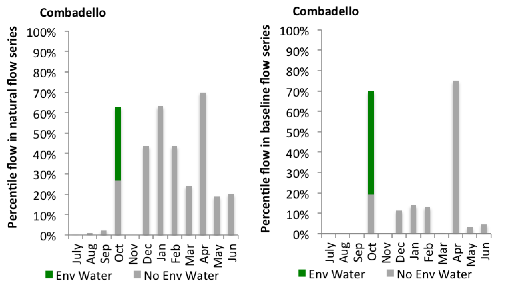 Combadello
Percentile flow in natural flow series
100%
90%
80%
70%
60%
50%
40%
30%
20%
10%
0%
July
Aug
Sep
Oct
Nov
Dec
Jan
Feb
Mar
Apr
May
Jun
Env Water
No Env Water
Combadello
Percentile flow in baseline flow series
100%
90%
80%
70%
60%
50%
40%
30%
20%
10%
0%
July
Aug
Sep
Oct
Nov
Dec
Jan
Feb
Mar
Apr
May
Jun
Env Water
No Env Water